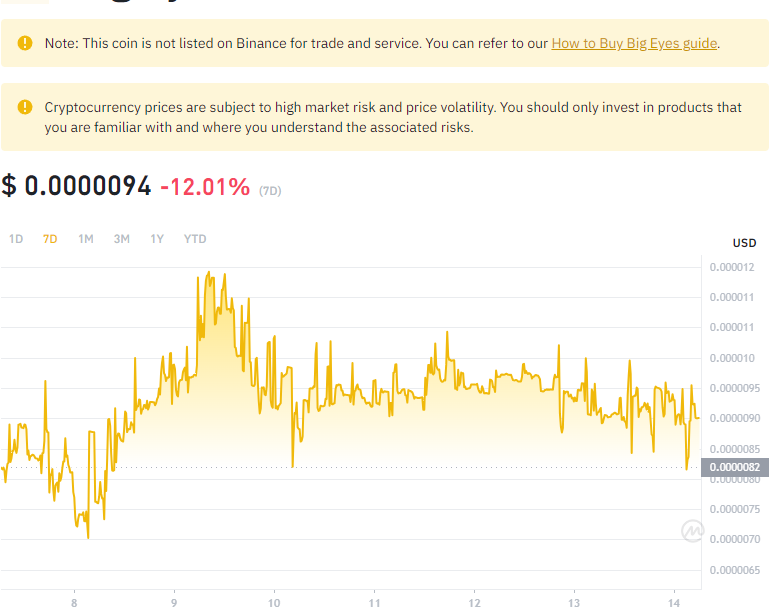 Note: This coin is not listed on Binance for trade and service. You can refer to our How to Buy Big Eyes guide.
Cryptocurrency prices are subject to high market risk and price volatility. You should only invest in products that
you are familiar with and where you understand the associated risks.
$ 0.0000094 -12.01% (7D)
1D 7D 1M 3M 1Y YTD
USD
0.000012
0.000011
0.000011
0.000010
0.0000095
0.0000090
0.0000085
0.0000082
0.0000080
0.0000075
0.0000070
0.0000065
8 9 10 11 12 13 14